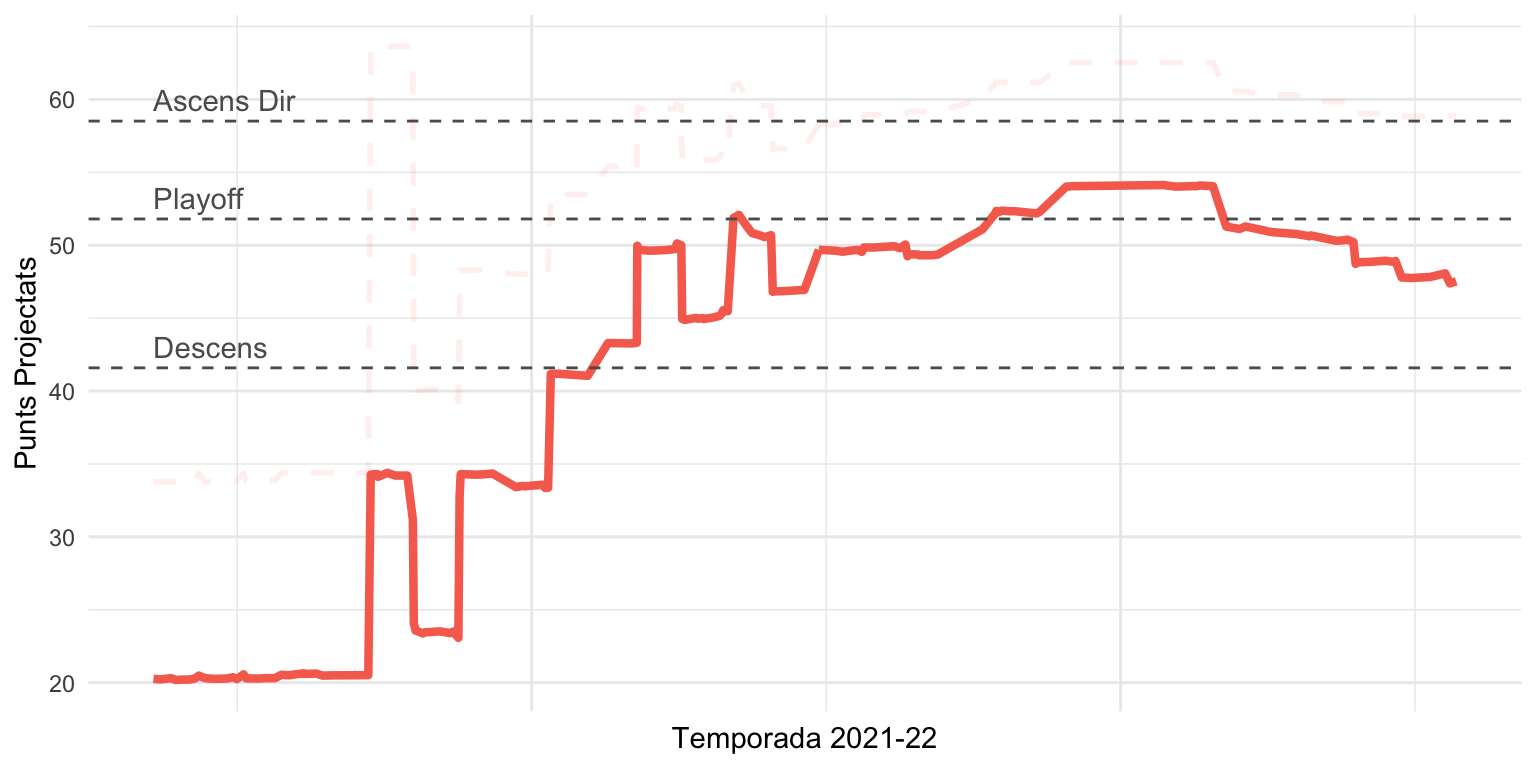 60
50
40
30
20
Ascens Dir
Playoff
Descens
Punts Projectats
Temporada 2021-22